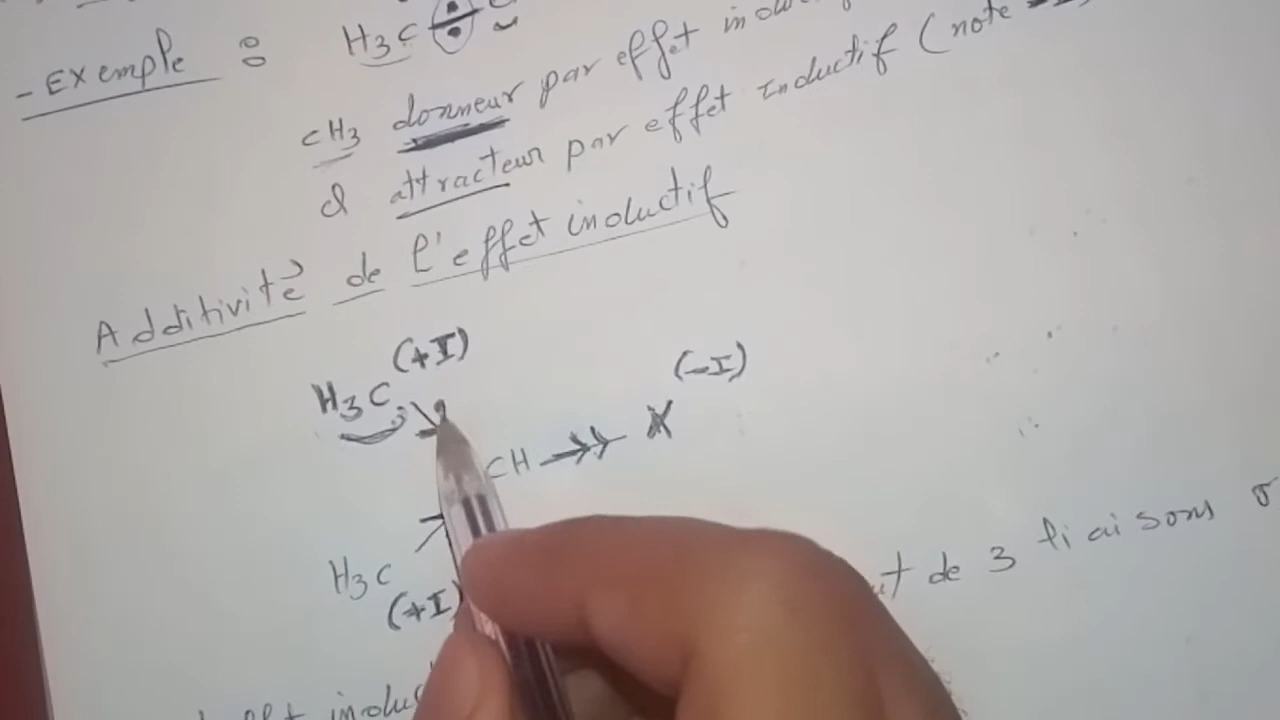 - Exemple : H3C
CH3 donneur par effet
Cl attracteur par effet Inductif (note
Additivité de l'effet inductif
(+I)
H3C
(-I)
CH X
H3C
(+I)
de 3 liaisons σ